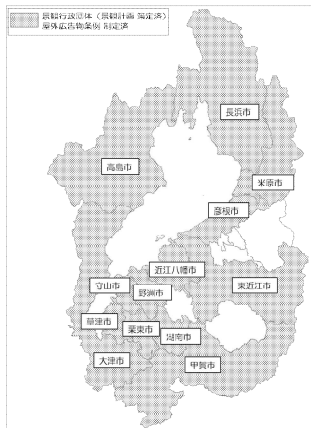 景観行政団体（景観計画 策定済）
屋外広告物条例 制定済
長浜市
高島市
米原市
彦根市
近江八幡市
東近江市
守山市
野洲市
草津市
栗東市
湖南市
大津市
甲賀市